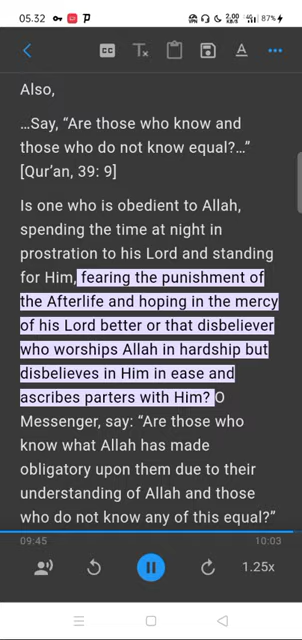 05.32
2,00
KB/S
4G
87%
CC
A
Also,
…Say, “Are those who know and
those who do not know equal?…”
[Qur’an, 39: 9]
Is one who is obedient to Allah,
spending the time at night in
prostration to his Lord and standing
for Him, fearing the punishment of
the Afterlife and hoping in the mercy
of his Lord better or that disbeliever
who worships Allah in hardship but
disbelieves in Him in ease and
ascribes parters with Him? O
Messenger, say: “Are those who
know what Allah has made
obligatory upon them due to their
understanding of Allah and those
who do not know any of this equal?”
09:45
10:03
1.25x